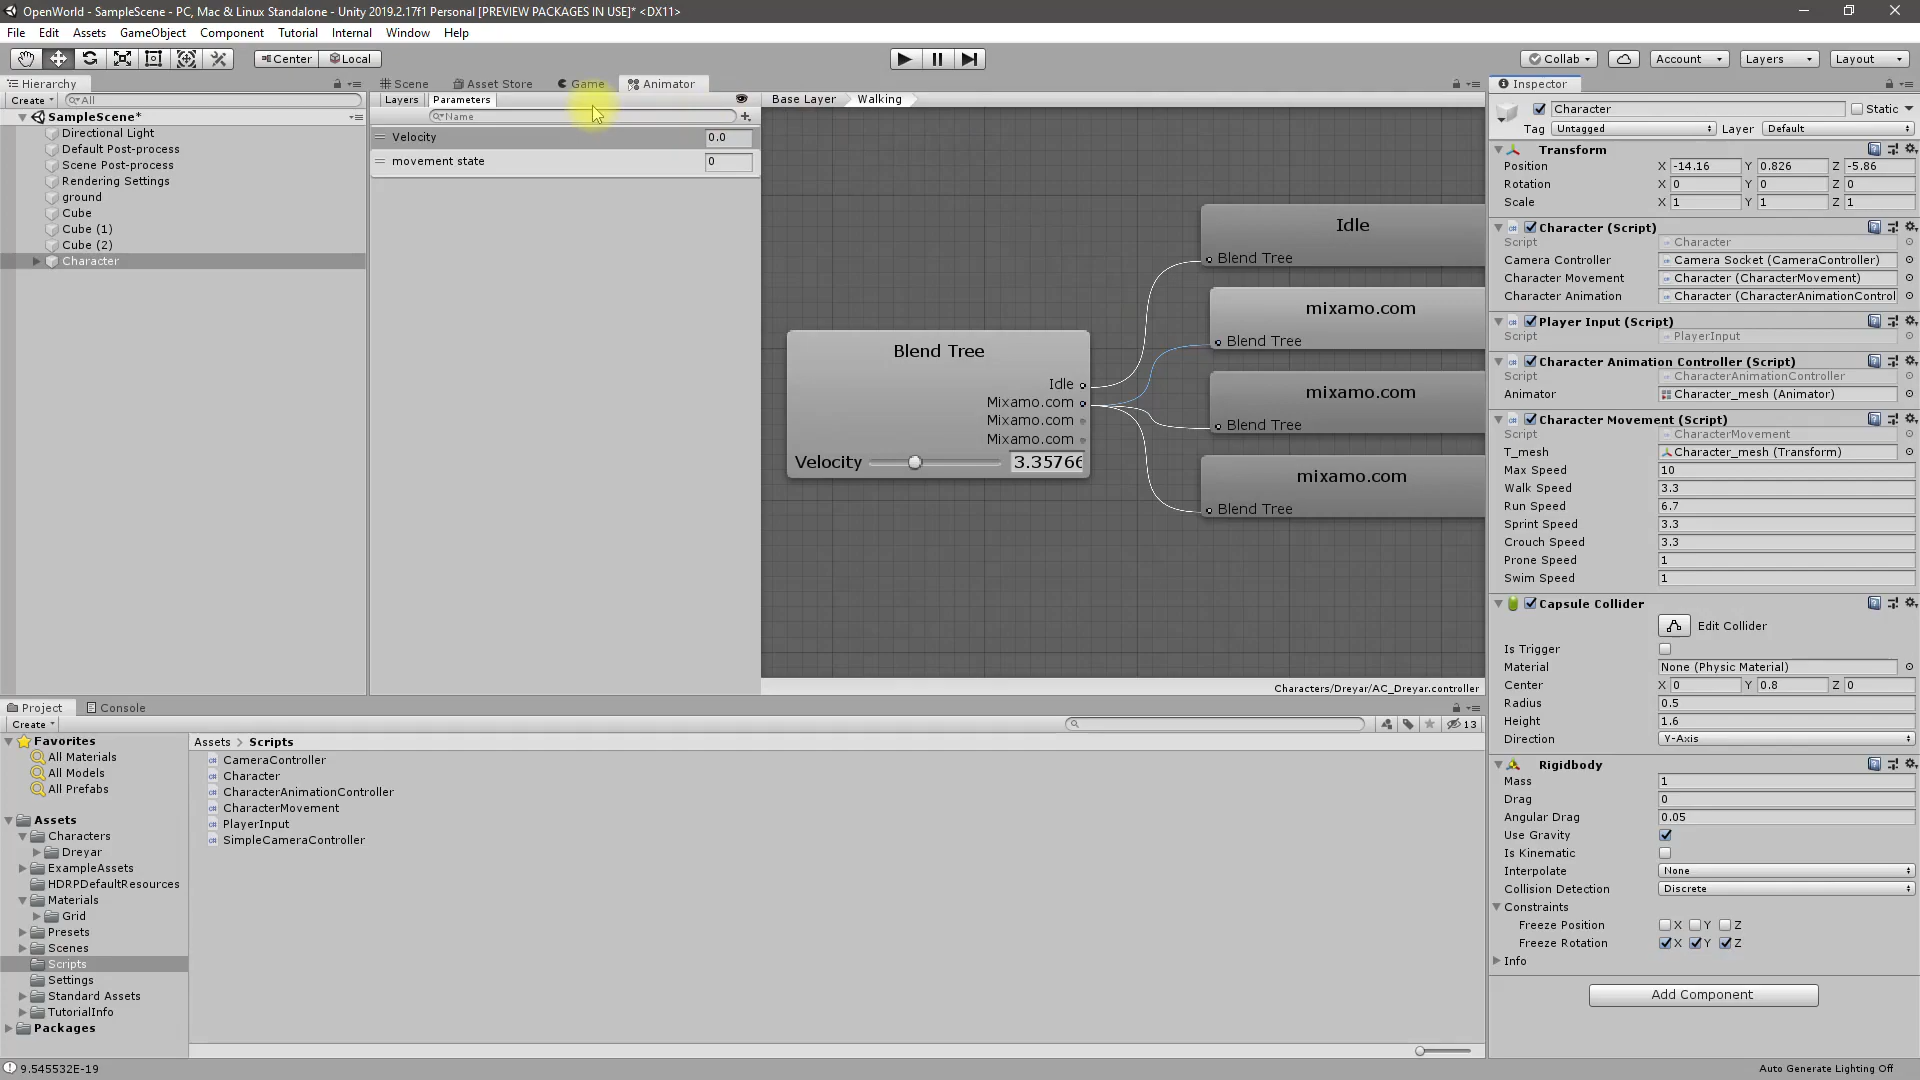 OpenWorld - SampleScene - PC, Mac & Linux Standalone - Unity 2019.2.17f1 Personal [PREVIEW PACKAGES IN USE]* <DX11>
File Edit Assets GameObject Component Tutorial Internal Window Help
Center Local Collab Account Layers Layout
Hierarchy Scene Asset Store Game Animator Inspector
Create All
SampleScene*
Directional Light
Default Post-process
Scene Post-process
Rendering Settings
ground
Cube
Cube (1)
Cube (2)
Character
Layers Parameters
Name
Velocity 0.0
movement state 0
Base Layer Walking
Idle
Blend Tree
mixamo.com
Blend Tree
mixamo.com
Blend Tree
mixamo.com
Blend Tree
Blend Tree
Idle
Mixamo.com
Mixamo.com
Mixamo.com
Velocity 3.35766
Characters/Dreyar/AC_Dreyar.controller
Character Static
Tag Untagged Layer Default
Transform
Position X -14.16 Y 0.826 Z -5.86
Rotation X 0 Y 0 Z 0
Scale X 1 Y 1 Z 1
Character (Script)
Script Character
Camera Controller Camera Socket (CameraController)
Character Movement Character (CharacterMovement)
Character Animation Character (CharacterAnimationControl
Player Input (Script)
Script PlayerInput
Character Animation Controller (Script)
Script CharacterAnimationController
Animator Character_mesh (Animator)
Character Movement (Script)
Script CharacterMovement
T_mesh Character_mesh (Transform)
Max Speed 10
Walk Speed 3.3
Run Speed 6.7
Sprint Speed 3.3
Crouch Speed 3.3
Prone Speed 1
Swim Speed 1
Capsule Collider
Edit Collider
Is Trigger
Material None (Physic Material)
Center X 0 Y 0.8 Z 0
Radius 0.5
Height 1.6
Direction Y-Axis
Rigidbody
Mass 1
Drag 0
Angular Drag 0.05
Use Gravity
Is Kinematic
Interpolate None
Collision Detection Discrete
Constraints
Freeze Position X Y Z
Freeze Rotation X Y Z
Info
Add Component
Project Console
Create 13
Favorites
All Materials
All Models
All Prefabs
Assets
Characters
Dreyar
ExampleAssets
HDRPDefaultResources
Materials
Grid
Presets
Scenes
Scripts
Settings
Standard Assets
TutorialInfo
Packages
Assets > Scripts
CameraController
Character
CharacterAnimationController
CharacterMovement
PlayerInput
SimpleCameraController
9.545532E-19
Auto Generate Lighting Off